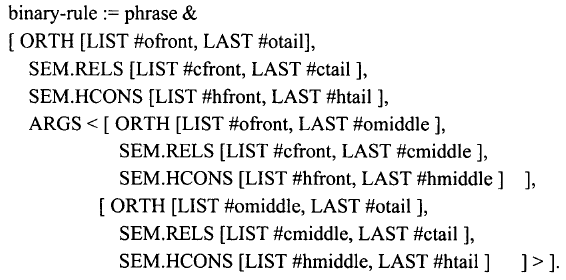 binary-rule := phrase &
[ ORTH [LIST #ofront, LAST #otail],
SEM.RELS [LIST #cfront, LAST #ctail ],
SEM.HCONS [LIST #hfront, LAST #htail ],
ARGS < [ ORTH [LIST #ofront, LAST #omiddle ],
SEM.RELS [LIST #cfront, LAST #cmiddle ],
SEM.HCONS [LIST #hfront, LAST #hmiddle ] ],
[ ORTH [LIST #omiddle, LAST #otail ],
SEM.RELS [LIST #cmiddle, LAST #ctail ],
SEM.HCONS [LIST #hmiddle, LAST #htail ] ] > ].